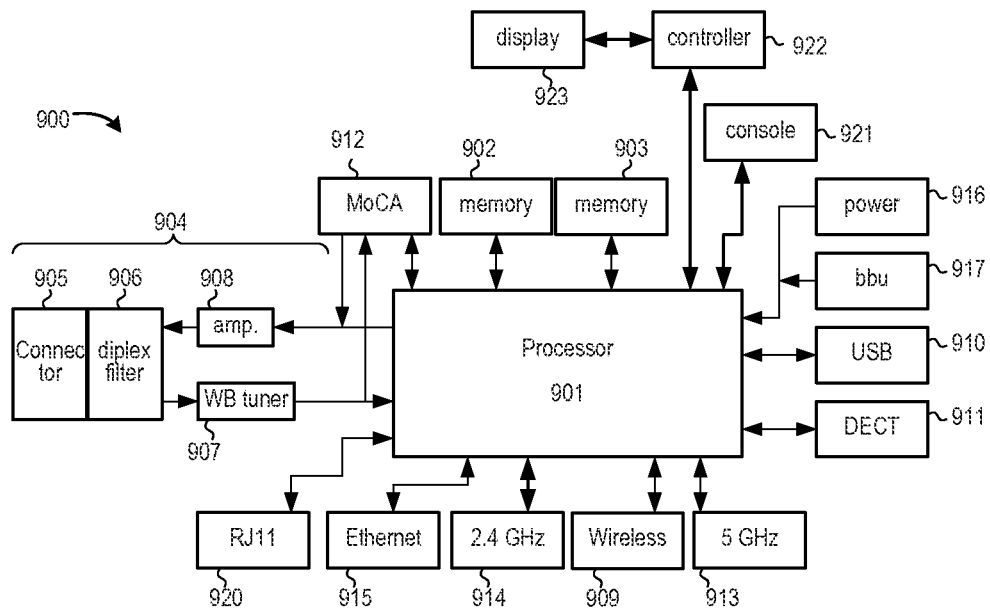 display
controller
922
923
900
console
921
912
902
903
MoCA
memory
memory
power
916
904
905
906
908
bbu
917
amp.
Connec
tor
diplex
filter
Processor
901
USB
910
WB tuner
907
DECT
911
RJ11
Ethernet
2.4 GHz
Wireless
5 GHz
920
915
914
909
913